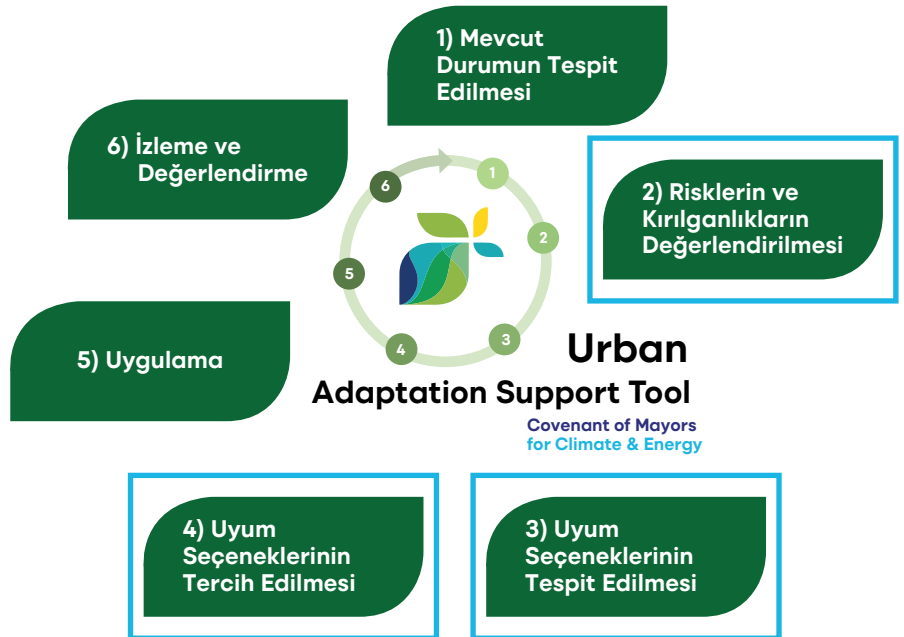 1) Mevcut
Durumun Tespit
Edilmesi
6) İzleme ve
Değerlendirme
2) Risklerin ve
Kırılganlıkların
Değerlendirilmesi
1
2
3
4
5
6
5) Uygulama
Urban
Adaptation Support Tool
Covenant of Mayors
for Climate & Energy
4) Uyum
Seçeneklerinin
Tercih Edilmesi
3) Uyum
Seçeneklerinin
Tespit Edilmesi